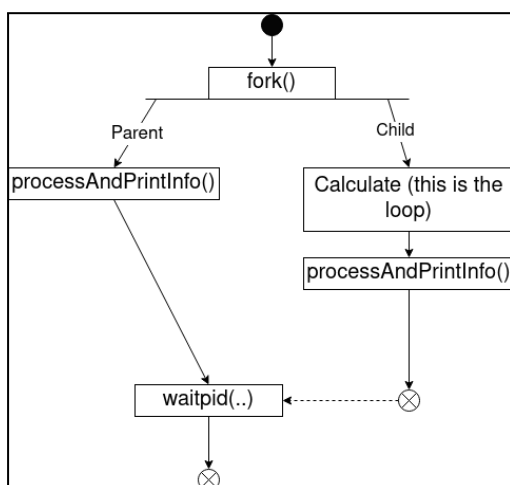 fork()
Parent
Child
processAndPrintInfo()
Calculate (this is the
loop)
processAndPrintInfo()
waitpid(..)